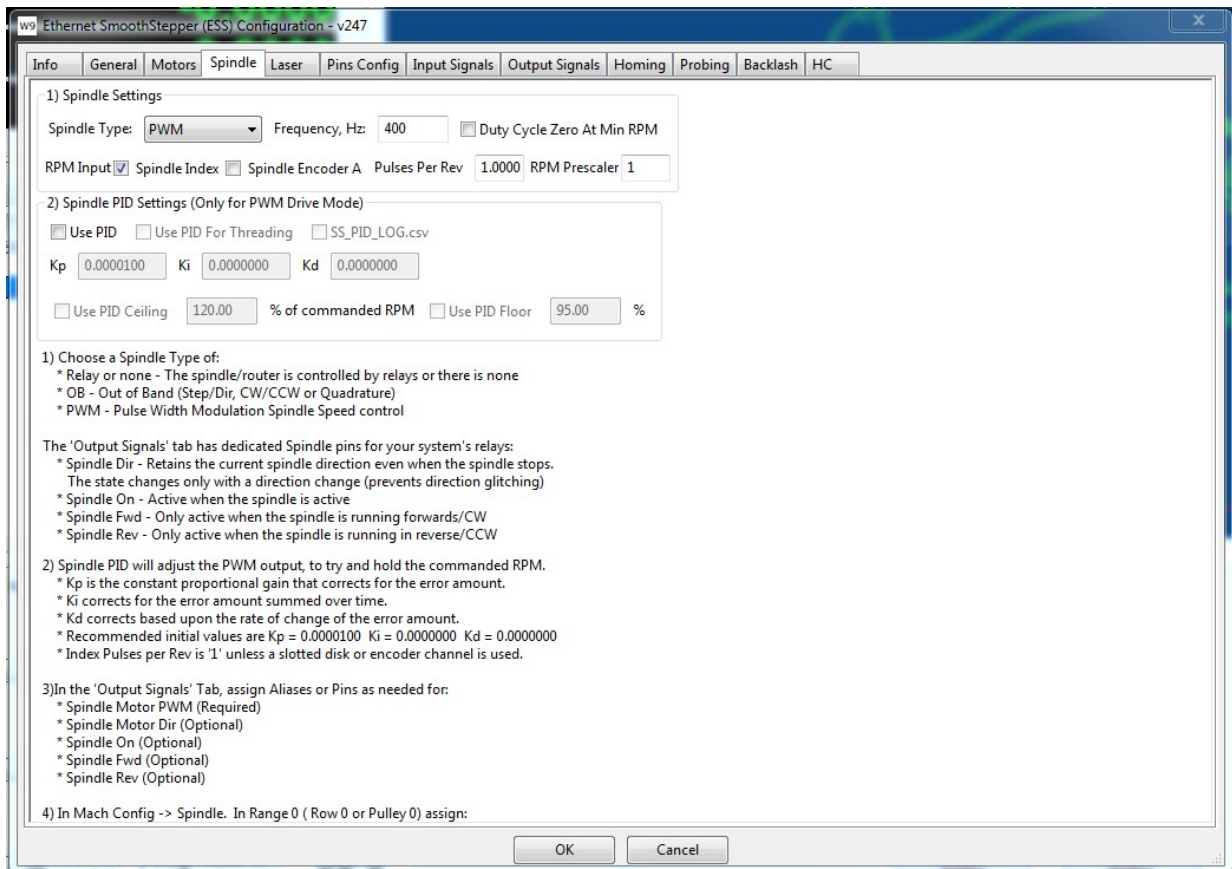 W9 Ethernet SmoothStepper (ESS) Configuration - v247
x
Info General Motors Spindle Laser Pins Config Input Signals Output Signals Homing Probing Backlash HC
1) Spindle Settings
Spindle Type: PWM Frequency, Hz: 400 Duty Cycle Zero At Min RPM
RPM Input Spindle Index Spindle Encoder A Pulses Per Rev 1.0000 RPM Prescaler 1
2) Spindle PID Settings (Only for PWM Drive Mode)
Use PID Use PID For Threading SS_PID_LOG.csv
Kp 0.0000100 Ki 0.0000000 Kd 0.0000000
Use PID Ceiling 120.00 % of commanded RPM Use PID Floor 95.00 %
1) Choose a Spindle Type of:
* Relay or none - The spindle/router is controlled by relays or there is none
* OB - Out of Band (Step/Dir, CW/CCW or Quadrature)
* PWM - Pulse Width Modulation Spindle Speed control
The 'Output Signals' tab has dedicated Spindle pins for your system's relays:
* Spindle Dir - Retains the current spindle direction even when the spindle stops.
The state changes only with a direction change (prevents direction glitching)
* Spindle On - Active when the spindle is active
* Spindle Fwd - Only active when the spindle is running forwards/CW
* Spindle Rev - Only active when the spindle is running in reverse/CCW
2) Spindle PID will adjust the PWM output, to try and hold the commanded RPM.
* Kp is the constant proportional gain that corrects for the error amount.
* Ki corrects for the error amount summed over time.
* Kd corrects based upon the rate of change of the error amount.
* Recommended initial values are Kp = 0.0000100 Ki = 0.0000000 Kd = 0.0000000
* Index Pulses per Rev is '1' unless a slotted disk or encoder channel is used.
3)In the 'Output Signals' Tab, assign Aliases or Pins as needed for:
* Spindle Motor PWM (Required)
* Spindle Motor Dir (Optional)
* Spindle On (Optional)
* Spindle Fwd (Optional)
* Spindle Rev (Optional)
4) In Mach Config -> Spindle. In Range 0 ( Row 0 or Pulley 0) assign:
OK Cancel